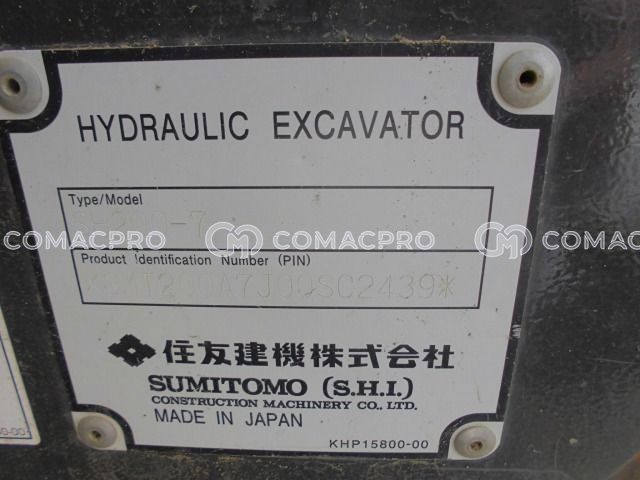 HYDRAULIC EXCAVATOR
Type/Model
COMACPRO COMACPRO COMACPRO
Product Identification Number (PIN)
住友建機株式会社
SUMITOMO (S.H.I.)
CONSTRUCTION MACHINERY CO., LTD.
MADE IN JAPAN
KHP15800-00